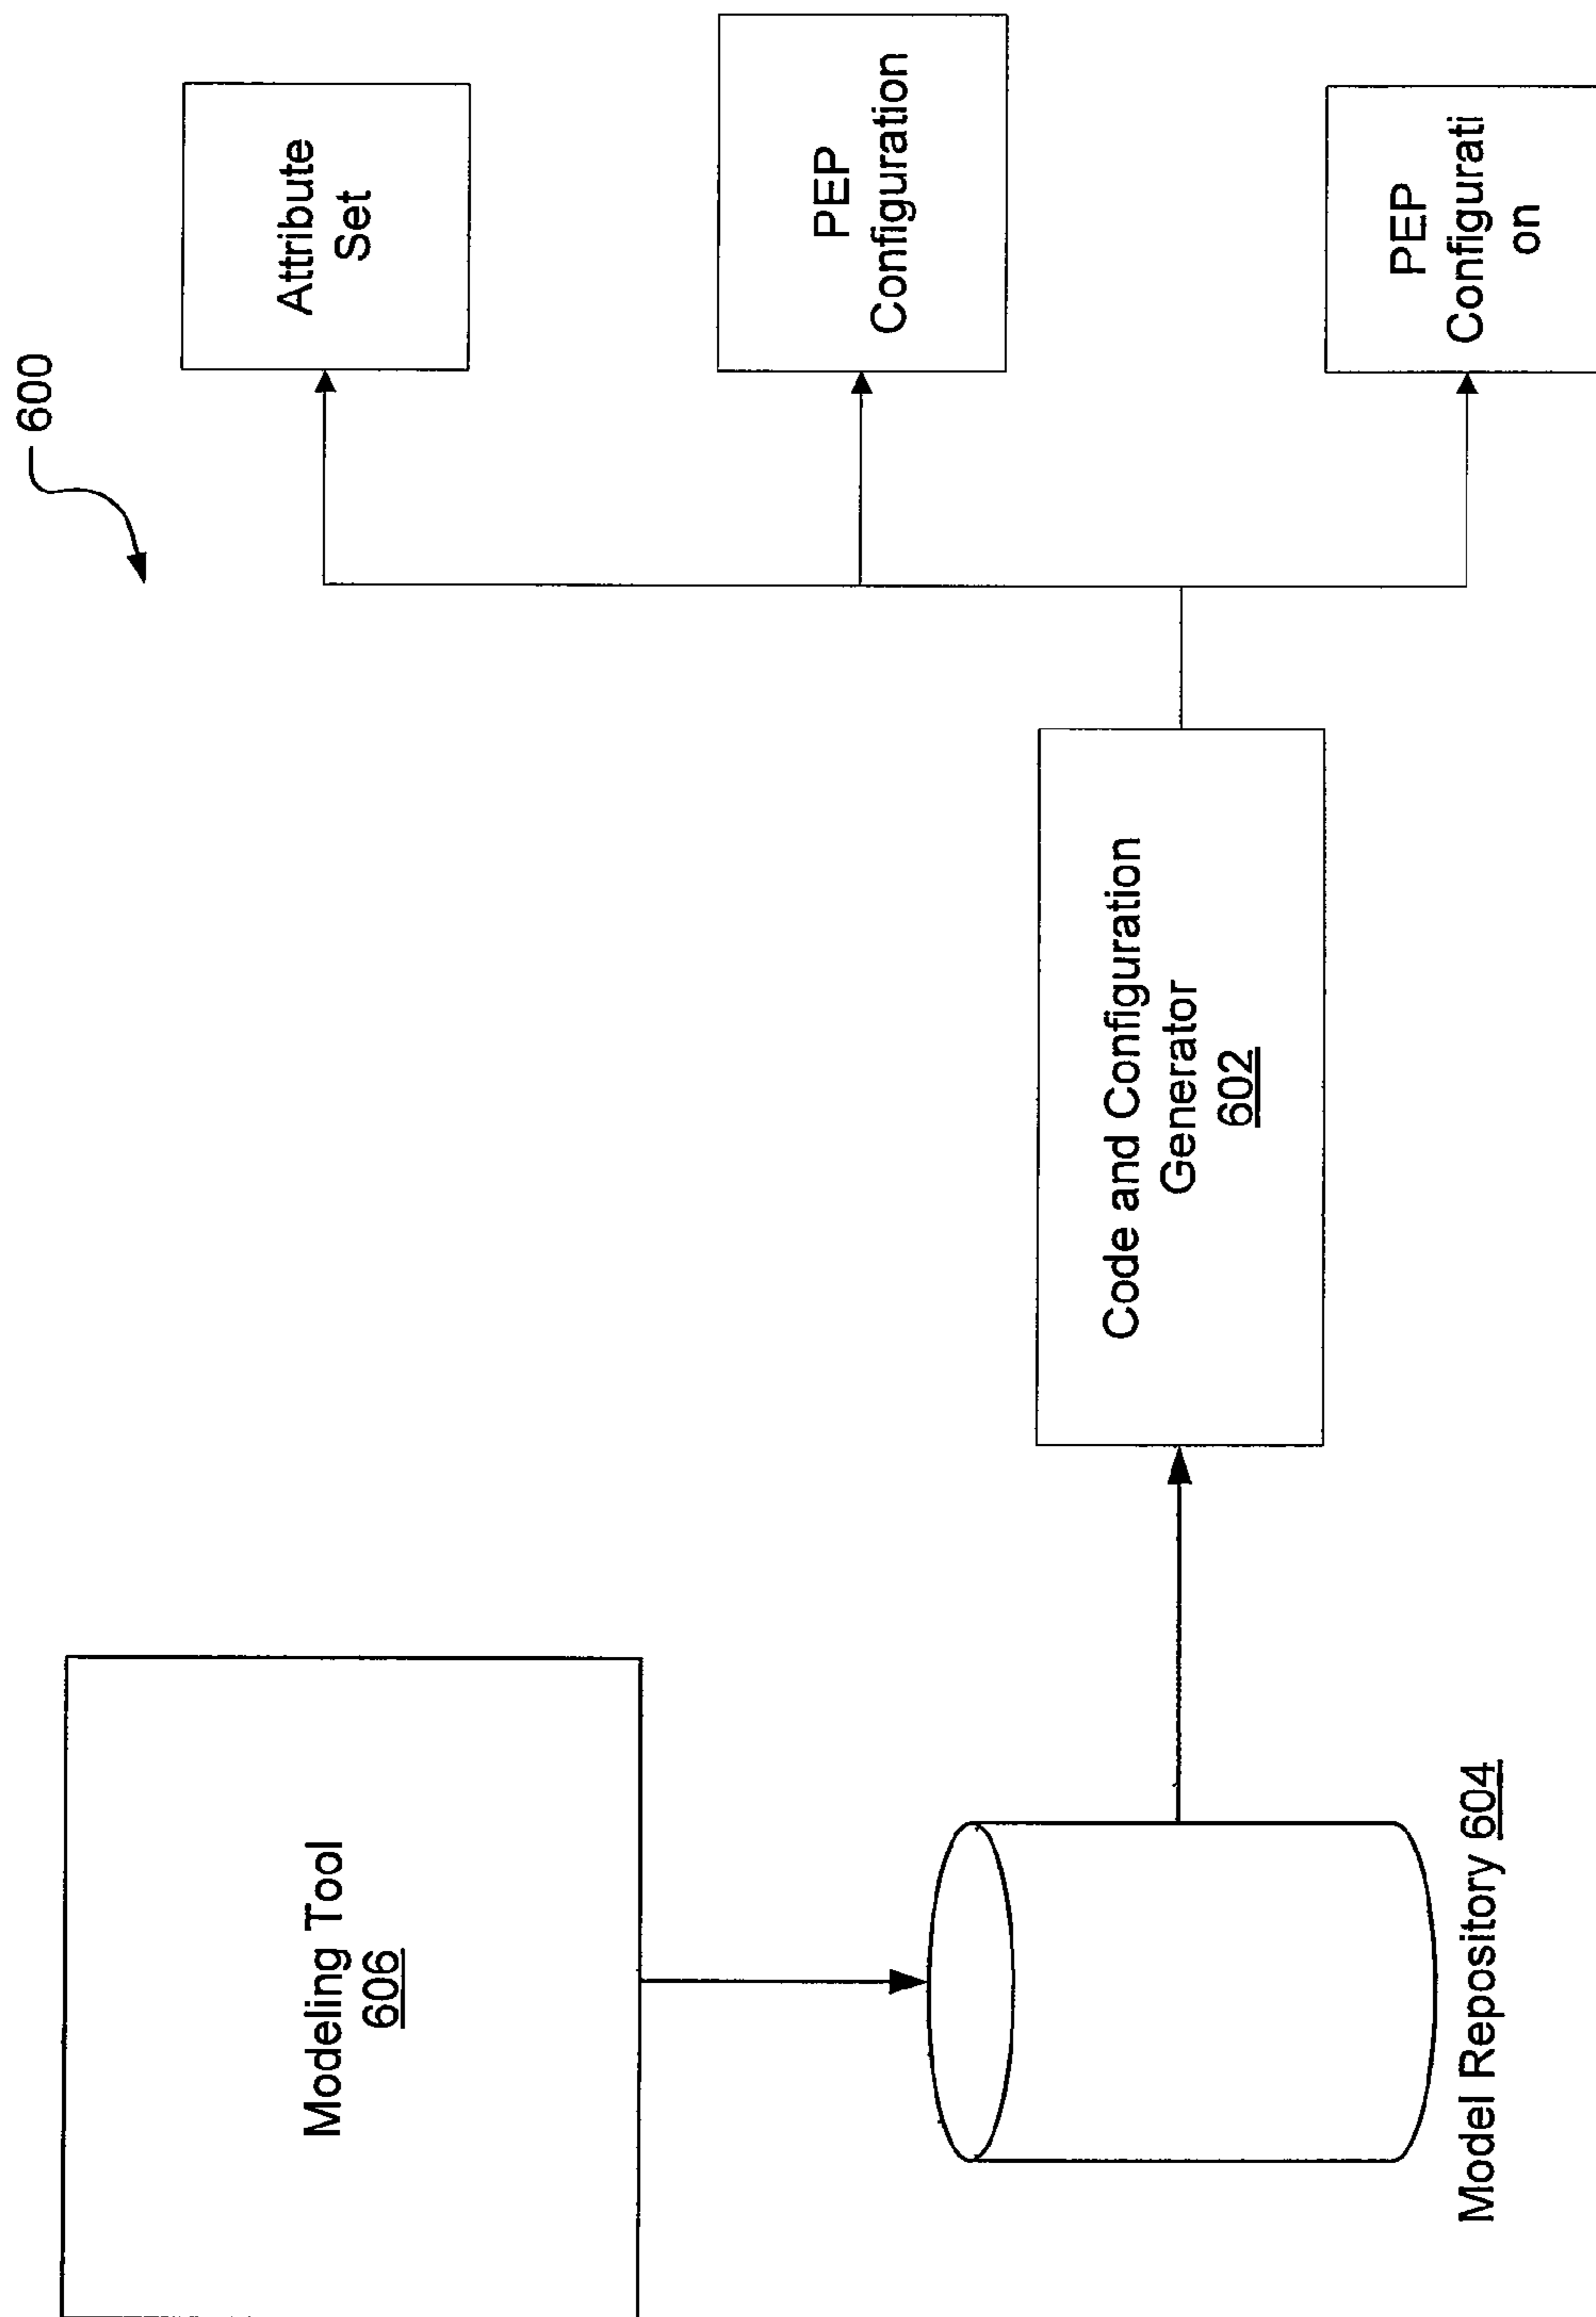 600
Modeling Tool
606
Attribute
Set
PEP
Configuration
Code and Configuration
Generator
602
PEP
Configurati
on
Model Repository 604